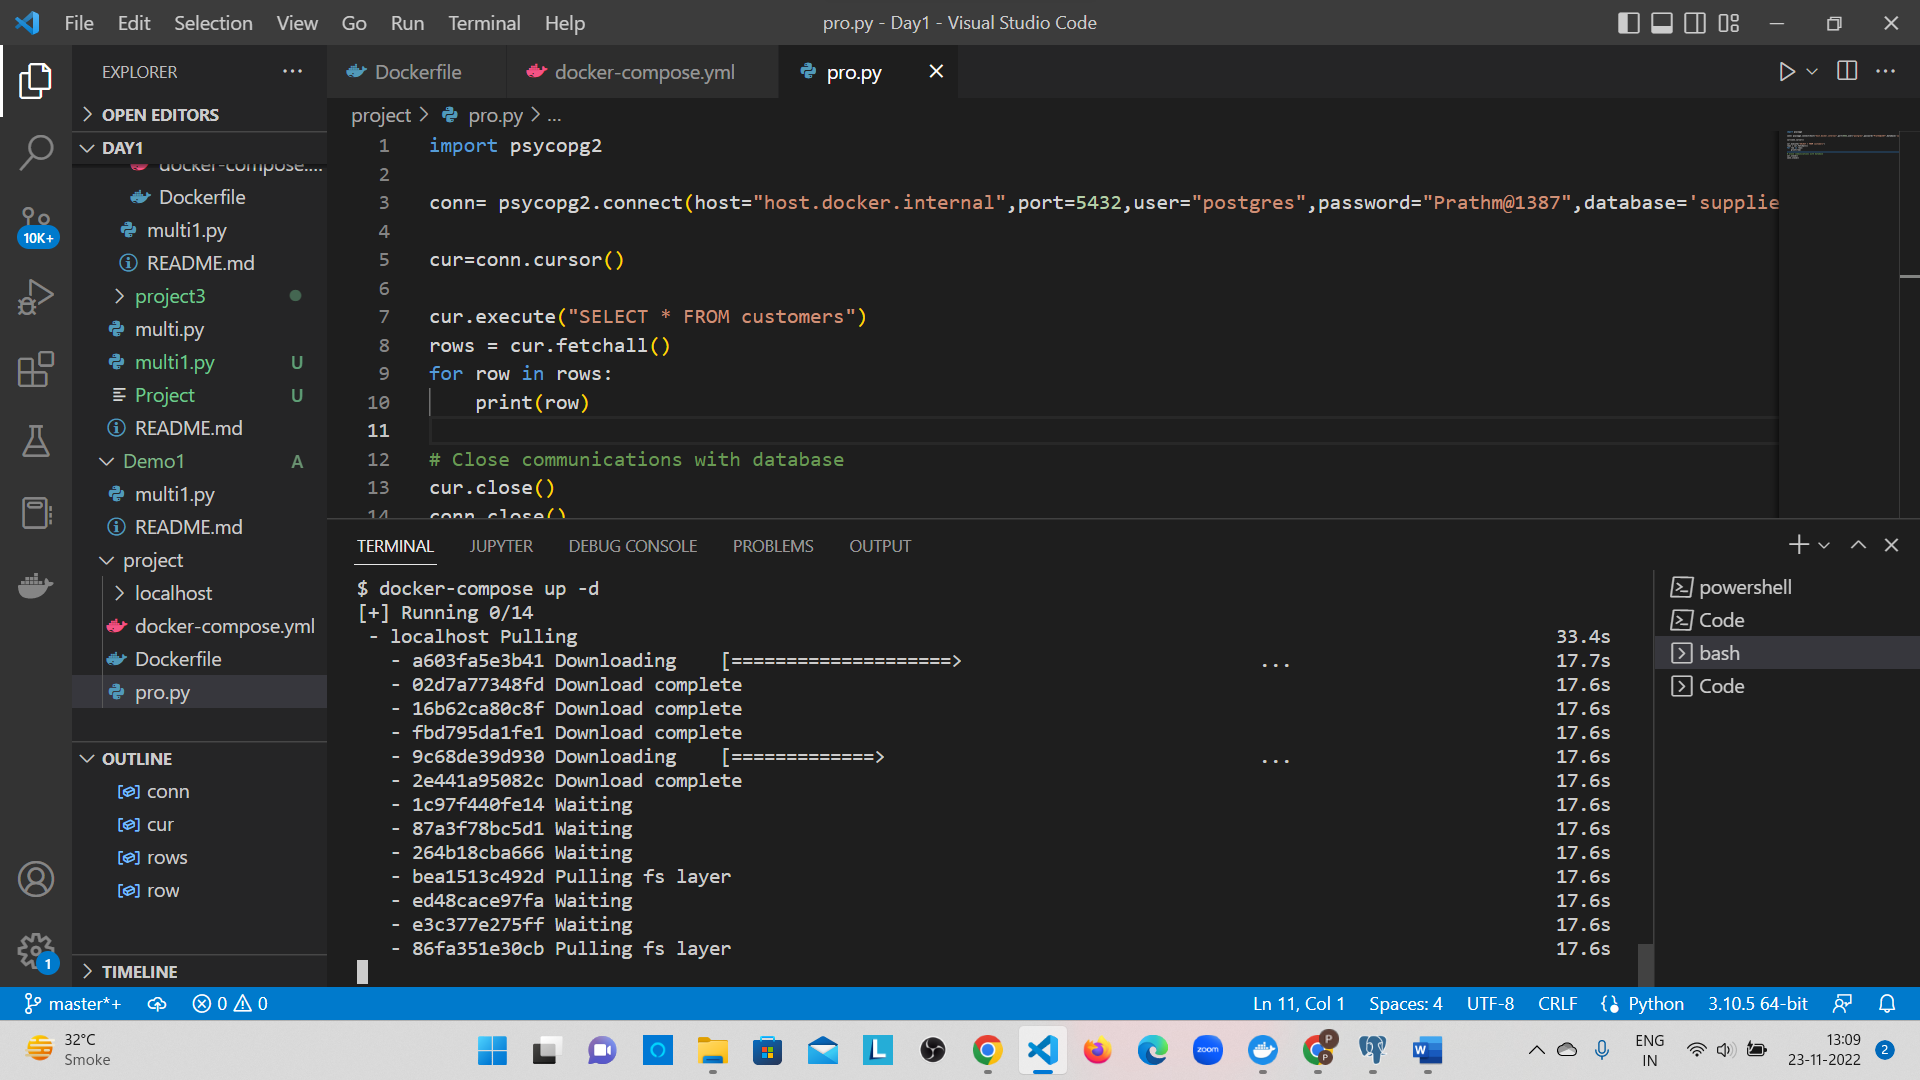 File Edit Selection View Go Run Terminal Help
pro.py - Day1 - Visual Studio Code
EXPLORER
Dockerfile
docker-compose.yml
pro.py
OPEN EDITORS
DAY1
docker-compose....
Dockerfile
multi1.py
README.md
project3
multi.py
multi1.py U
Project U
README.md
Demo1 A
multi1.py
README.md
project
localhost
docker-compose.yml
Dockerfile
pro.py
OUTLINE
conn
cur
rows
row
TIMELINE
10K+
1
project > pro.py > ...
1 import psycopg2
2
3 conn= psycopg2.connect(host="host.docker.internal",port=5432,user="postgres",password="Prathm@1387",database='supplie
4
5 cur=conn.cursor()
6
7 cur.execute("SELECT * FROM customers")
8 rows = cur.fetchall()
9 for row in rows:
10 print(row)
11
12 # Close communications with database
13 cur.close()
14 conn.close()
TERMINAL JUPYTER DEBUG CONSOLE PROBLEMS OUTPUT
$ docker-compose up -d
[+] Running 0/14
- localhost Pulling 33.4s
- a603fa5e3b41 Downloading [====================> ... 17.7s
- 02d7a77348fd Download complete 17.6s
- 16b62ca80c8f Download complete 17.6s
- fbd795da1fe1 Download complete 17.6s
- 9c68de39d930 Downloading [=============> ... 17.6s
- 2e441a95082c Download complete 17.6s
- 1c97f440fe14 Waiting 17.6s
- 87a3f78bc5d1 Waiting 17.6s
- 264b18cba666 Waiting 17.6s
- bea1513c492d Pulling fs layer 17.6s
- ed48cace97fa Waiting 17.6s
- e3c377e275ff Waiting 17.6s
- 86fa351e30cb Pulling fs layer 17.6s
powershell
Code
bash
Code
master*+ 0 0
Ln 11, Col 1 Spaces: 4 UTF-8 CRLF Python 3.10.5 64-bit
32°C
Smoke
zoom
ENG
IN
13:09
23-11-2022
2